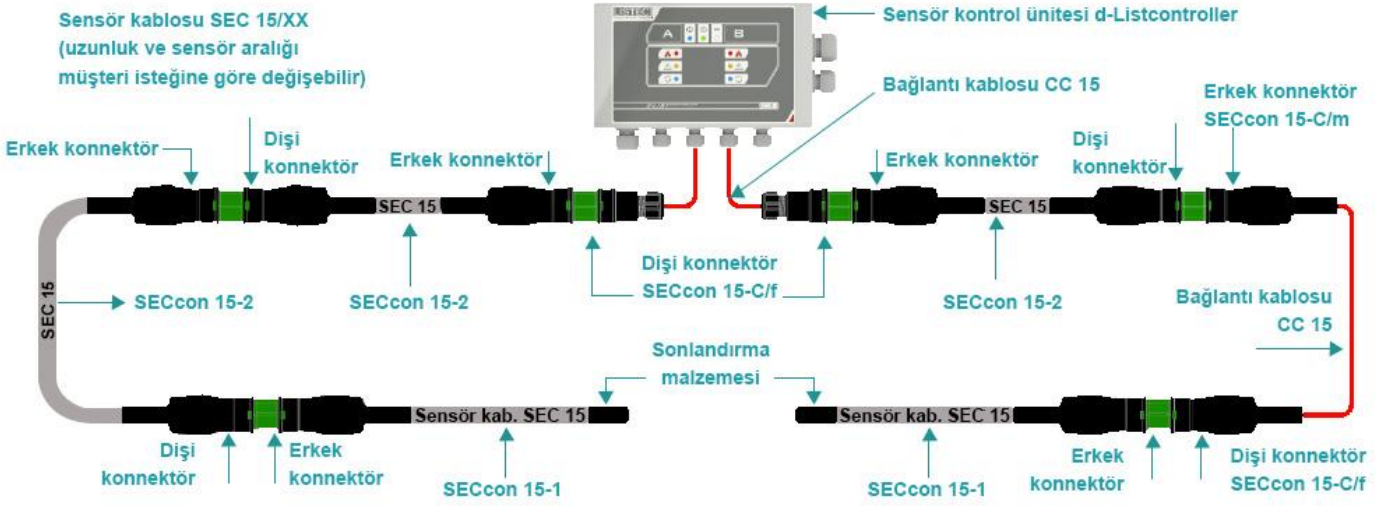 Sensör kablosu SEC 15/XX
(uzunluk ve sensör aralığı
müşteri isteğine göre değişebilir)
LISTEC
A
B
Sensör kontrol ünitesi d-Listcontroller
Bağlantı kablosu CC 15
Erkek konnektör
SECcon 15-C/m
Erkek konnektör
Dişi
konnektör
Erkek konnektör
Erkek konnektör
Dişi
konnektör
SEC 15
SEC 15
SEC 15
SECcon 15-2
SECcon 15-2
Dişi konnektör
SECcon 15-C/f
SECcon 15-2
Bağlantı kablosu
CC 15
Sonlandırma
malzemesi
Sensör kab. SEC 15
Sensör kab. SEC 15
Dişi
konnektör
Erkek
konnektör
SECcon 15-1
SECcon 15-1
Erkek
konnektör
Dişi konnektör
SECcon 15-C/f